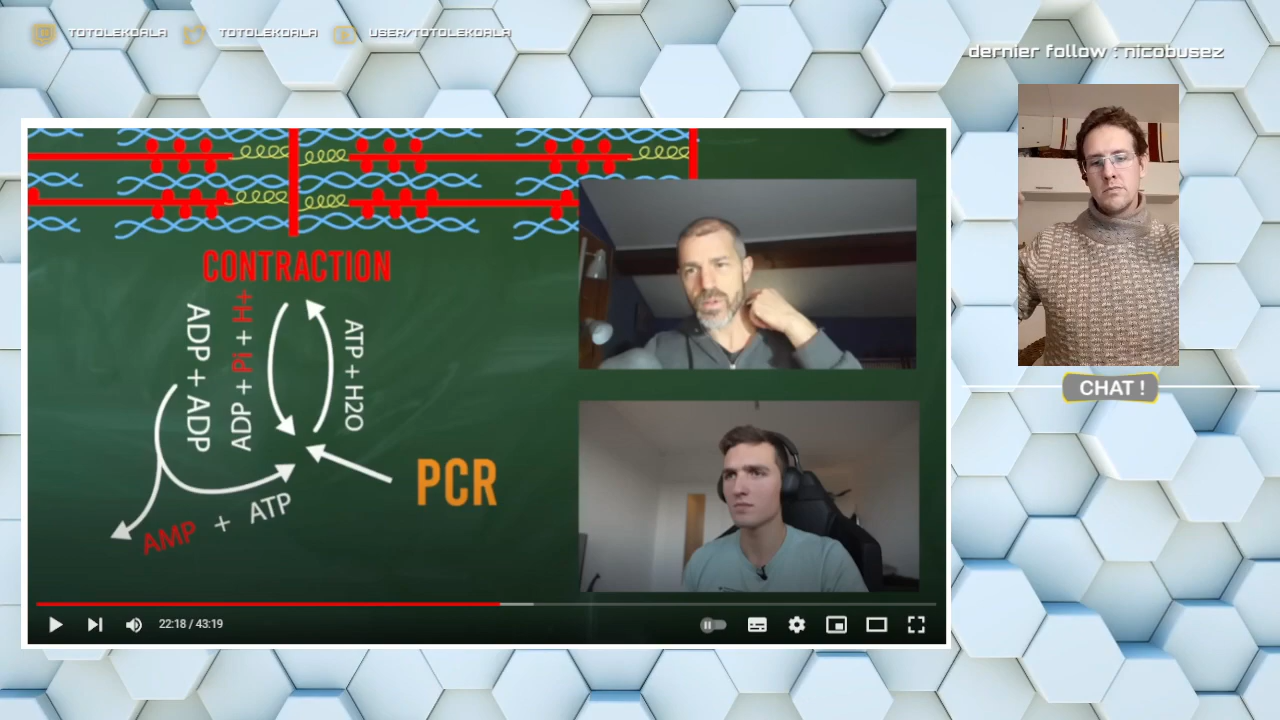 TOTOLEKOALA TOTOLEKOALA USER/TOTOLEKOALA
dernier follow : nicobusez
CONTRACTION
ADP + ADP
ADP + Pi + H+
ATP + H2O
PCR
AMP + ATP
CHAT !
22:18 / 43:19